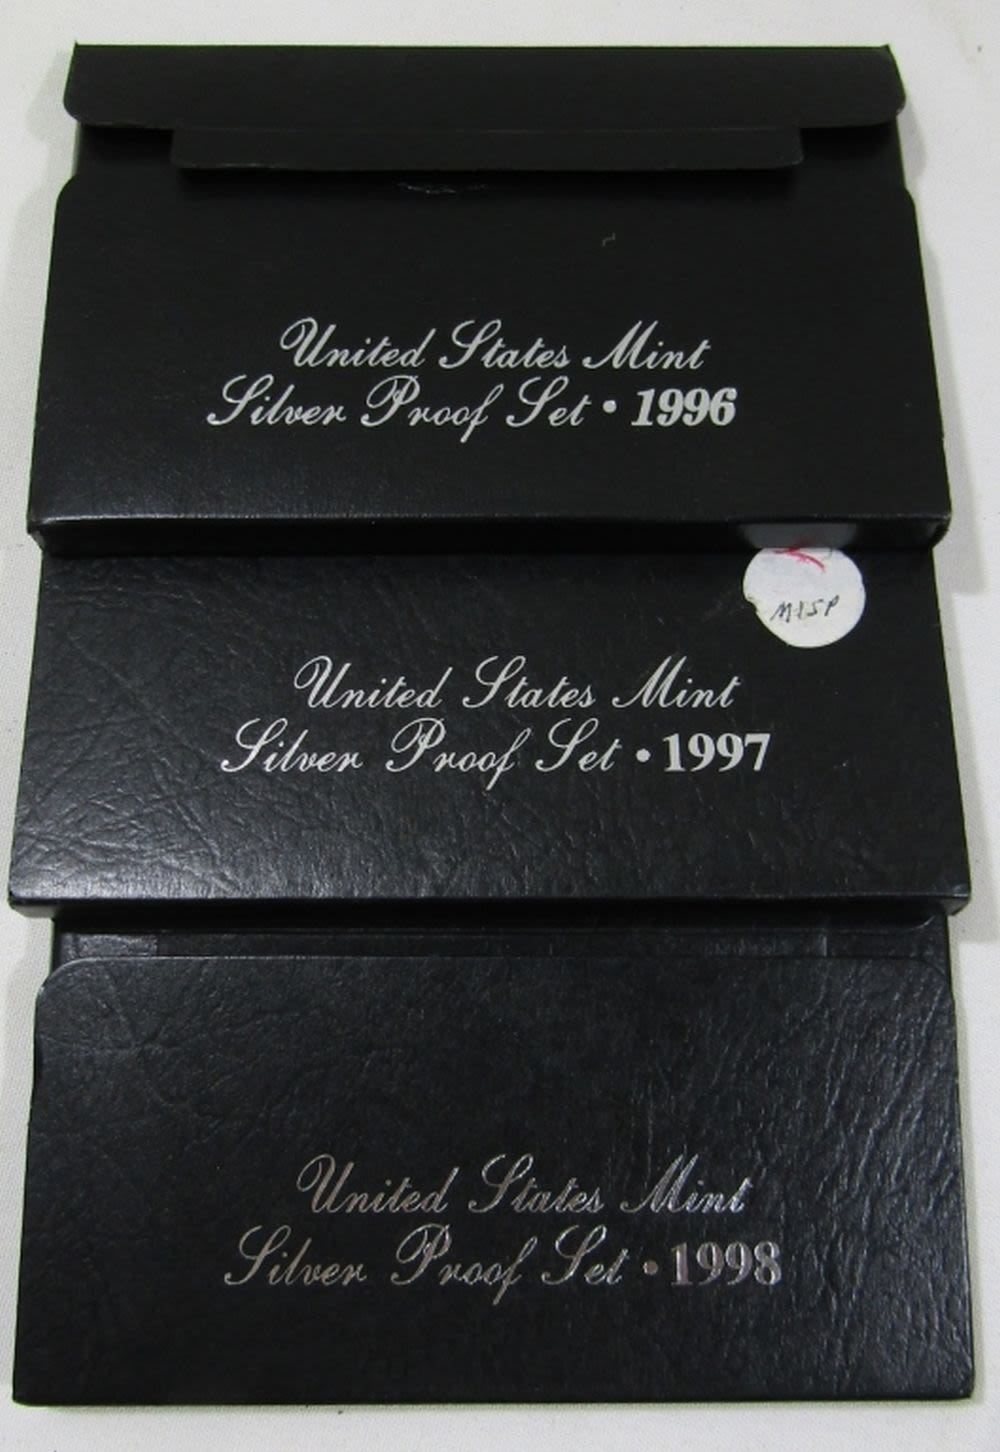 United States Mint
Silver Proof Set • 1996
United States Mint
Silver Proof Set • 1997
United States Mint
Silver Proof Set • 1998